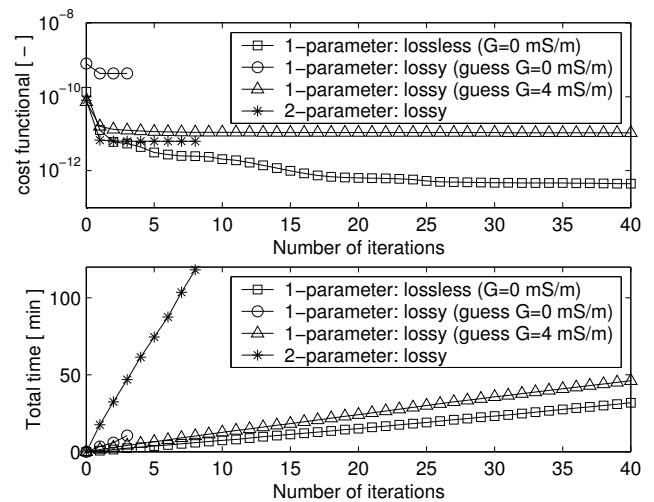 10^-8
10^-10
10^-12
cost functional [ - ]
1-parameter: lossless (G=0 mS/m)
1-parameter: lossy (guess G=0 mS/m)
1-parameter: lossy (guess G=4 mS/m)
2-parameter: lossy
0 5 10 15 20 25 30 35 40
Number of iterations
100
50
0
Total time [ min ]
1-parameter: lossless (G=0 mS/m)
1-parameter: lossy (guess G=0 mS/m)
1-parameter: lossy (guess G=4 mS/m)
2-parameter: lossy
0 5 10 15 20 25 30 35 40
Number of iterations